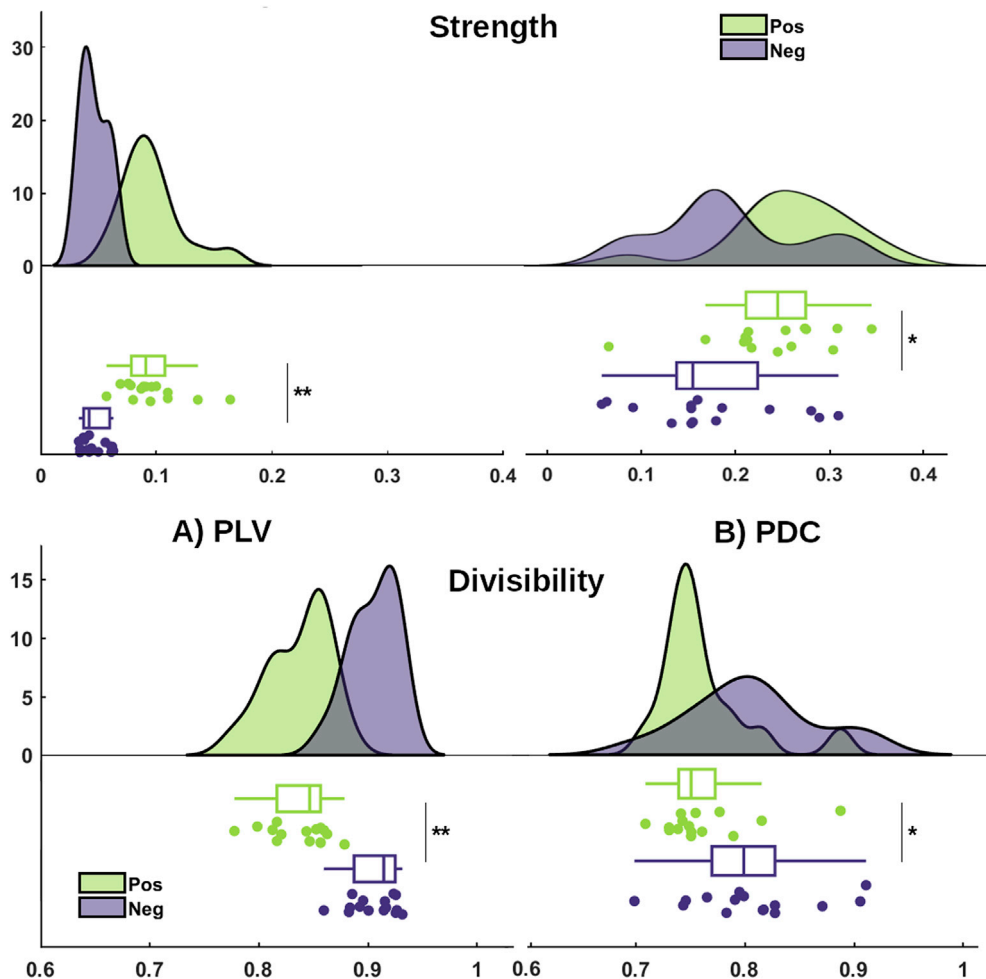 Strength
Pos
Neg
30
20
10
0
*
**
0 0.1 0.2 0.3 0.4 0 0.1 0.2 0.3 0.4
A) PLV B) PDC
Divisibility
15
10
5
0
** *
Pos
Neg
0.6 0.7 0.8 0.9 1 0.6 0.7 0.8 0.9 1